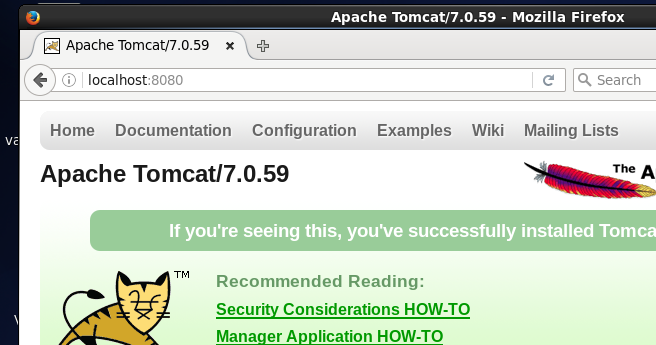 Apache Tomcat/7.0.59 - Mozilla Firefox
Apache Tomcat/7.0.59
localhost:8080
Search
Home Documentation Configuration Examples Wiki Mailing Lists
Apache Tomcat/7.0.59
The A
If you're seeing this, you've successfully installed Tomca
TM
Recommended Reading:
Security Considerations HOW-TO
Manager Application HOW-TO
va